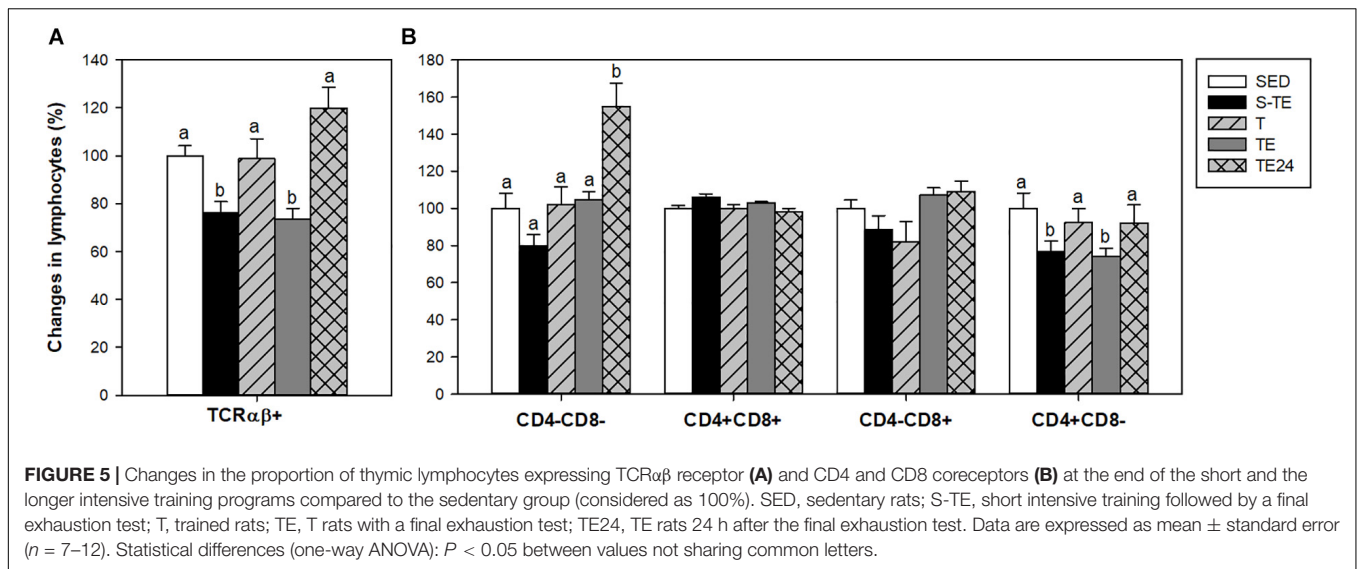 A
B
140
120
100
80
60
40
20
0
Changes in lymphocytes (%)
a
b
a
b
a
TCRαβ+
180
160
140
120
100
80
60
40
20
0
a
a
a
a
b
a
b
a
b
a
CD4-CD8-
CD4+CD8+
CD4-CD8+
CD4+CD8-
SED
S-TE
T
TE
TE24
FIGURE 5 | Changes in the proportion of thymic lymphocytes expressing TCRαβ receptor (A) and CD4 and CD8 coreceptors (B) at the end of the short and the
longer intensive training programs compared to the sedentary group (considered as 100%). SED, sedentary rats; S-TE, short intensive training followed by a final
exhaustion test; T, trained rats; TE, T rats with a final exhaustion test; TE24, TE rats 24 h after the final exhaustion test. Data are expressed as mean ± standard error
(n = 7–12). Statistical differences (one-way ANOVA): P < 0.05 between values not sharing common letters.